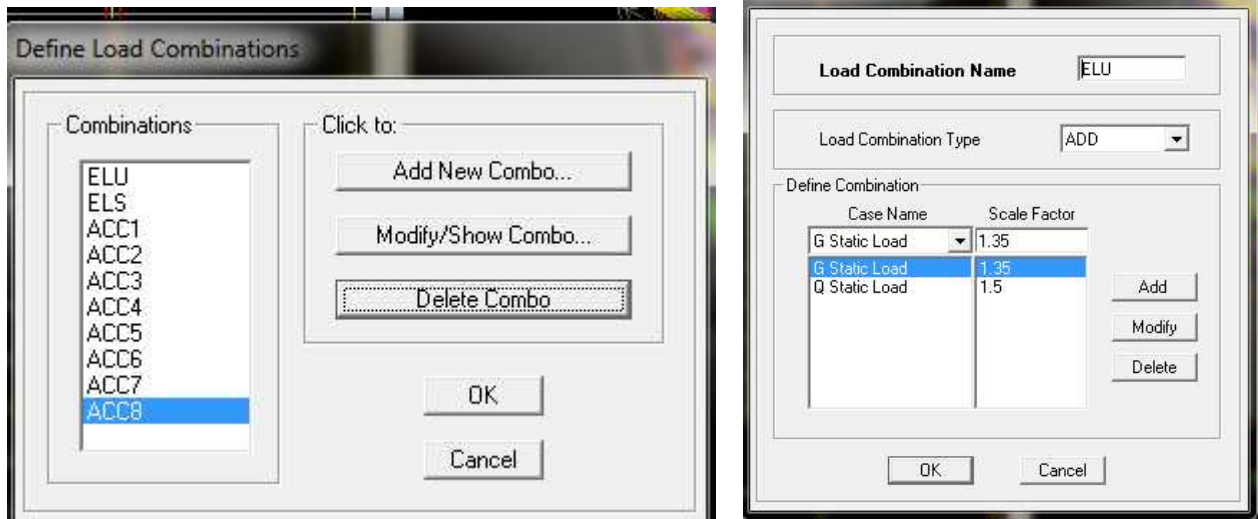 Define Load Combinations
Combinations
ELU
ELS
ACC1
ACC2
ACC3
ACC4
ACC5
ACC6
ACC7
ACC8
Click to:
Add New Combo...
Modify/Show Combo...
Delete Combo
OK
Cancel
Load Combination Name ELU
Load Combination Type ADD
Define Combination
Case Name Scale Factor
G Static Load 1.35
G Static Load 1.35
Q Static Load 1.5
Add
Modify
Delete
OK Cancel